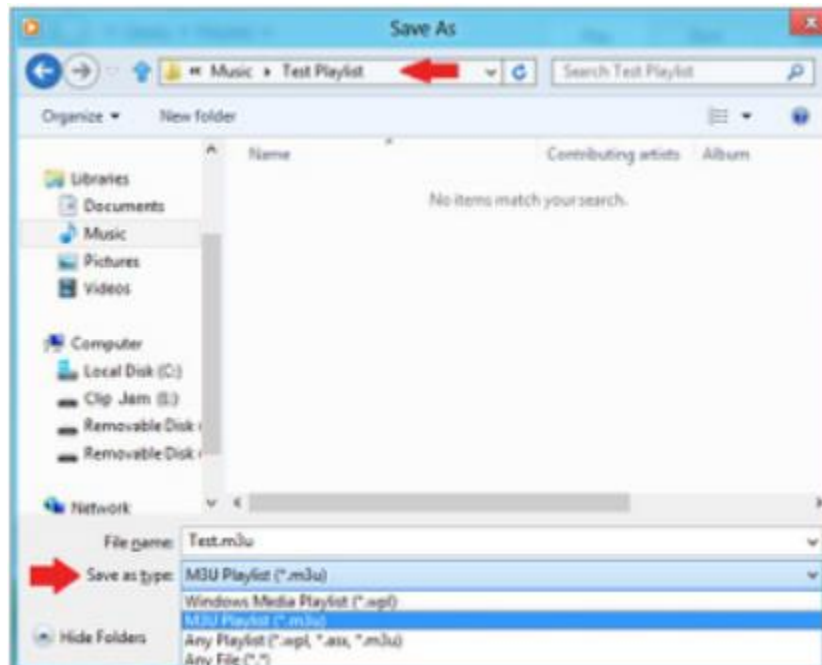 Save As
« Music ▸ Test Playlist
Search Test Playlist
Organize ▾ New folder
Name Contributing artists Album
No items match your search.
Libraries
Documents
Music
Pictures
Videos
Computer
Local Disk (C:)
Clip Jam (E:)
Removable Disk
Removable Disk
Network
File name: Test.m3u
Save as type: M3U Playlist (*.m3u)
Windows Media Playlist (*.wpl)
M3U Playlist (*.m3u)
Any Playlist (*.wpl, *.asx, *.m3u)
Any File (*.*)
Hide Folders